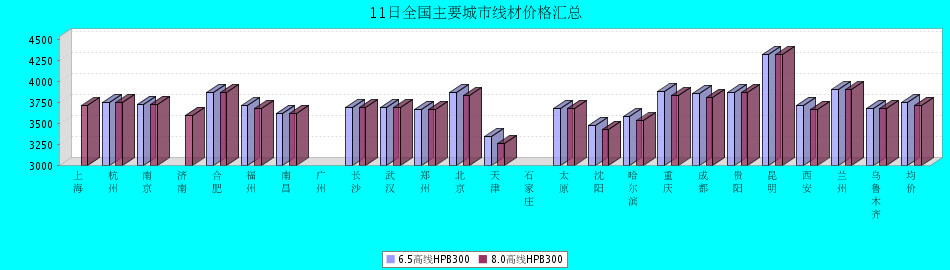 11日全国主要城市线材价格汇总
4500
4250
4000
3750
3500
3250
3000
上海 杭州 南京 济南 合肥 福州 南昌 广州 长沙 武汉 郑州 北京 天津 石家庄 太原 沈阳 哈尔滨 重庆 成都 贵阳 昆明 西安 兰州 乌鲁木齐 均价
6.5高线HPB300 8.0高线HPB300